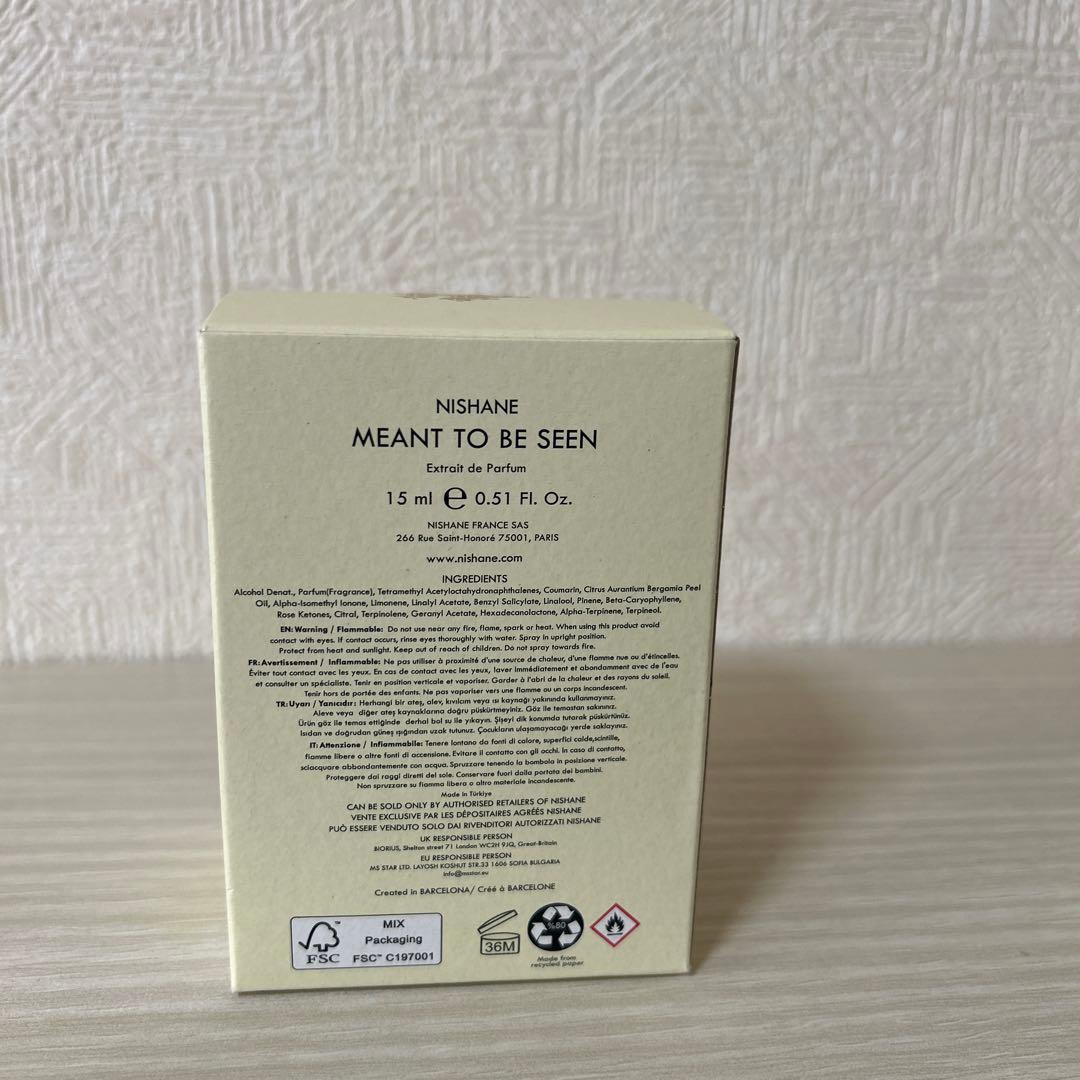 NISHANE
MEANT TO BE SEEN
Extrait de Parfum
15 ml e 0.51 Fl. Oz.
NISHANE FRANCE SAS
266 Rue Saint-Honoré 75001, PARIS
www.nishane.com
INGREDIENTS
Alcohol Denat., Parfum(Fragrance), Tetramethyl Acetyloctahydronaphthalenes, Coumarin, Citrus Aurantium Bergamia Peel
Oil, Alpha-Isomethyl Ionone, Limonene, Linalyl Acetate, Benzyl Salicylate, Linalool, Pinene, Beta-Caryophyllene,
Rose Ketones, Citral, Terpinolene, Geranyl Acetate, Hexadecanolactone, Alpha-Terpinene, Terpineol.
EN: Warning / Flammable: Do not use near any fire, flame, spark or heat. When using this product avoid
contact with eyes. If contact occurs, rinse eyes thoroughly with water. Spray in upright position.
Protect from heat and sunlight. Keep out of reach of children. Do not spray towards fire.
FR: Avertissement / Inflammable: Ne pas utiliser à proximité d'une source de chaleur, d'une flamme nue ou d'étincelles.
Éviter tout contact avec les yeux. En cas de contact avec les yeux, laver immédiatement et abondamment avec de l'eau
et consulter un spécialiste. Tenir en position verticale et vaporiser. Garder à l'abri de la chaleur et des rayons du soleil.
Tenir hors de portée des enfants. Ne pas vaporiser vers une flamme ou un corps incandescent.
TR: Uyarı / Yanıcıdır: Herhangi bir ateş, alev, kıvılcım veya ısı kaynağı yakınında kullanmayınız.
Aleve veya diğer ateş kaynaklarına doğru püskürtmeyiniz. Göz ile temastan sakınınız.
Ürün göz ile temas ettiğinde derhal bol su ile yıkayın. Şişeyi dik konumda tutarak püskürtünüz.
Isıdan ve doğrudan güneş ışığından uzak tutunuz. Çocukların ulaşamayacağı yerde saklayınız.
IT: Attenzione / Infiammabile: Tenere lontano da fonti di calore, superfici calde,scintille,
fiamme libere o altre fonti di accensione. Evitare il contatto con gli occhi. In caso di contatto,
sciacquare abbondantemente con acqua. Spruzzare tenendo la bombola in posizione verticale.
Proteggere dai raggi diretti del sole. Conservare fuori dalla portata dei bambini.
Non spruzzare su fiamma libera o altro materiale incandescente.
Made in Türkiye
CAN BE SOLD ONLY BY AUTHORISED RETAILERS OF NISHANE
VENTE EXCLUSIVE PAR LES DÉPOSITAIRES AGRÉÉS NISHANE
PUÒ ESSERE VENDUTO SOLO DAI RIVENDITORI AUTORIZZATI NISHANE
UK RESPONSIBLE PERSON
BIORIUS, Shelton street 71 London WC2H 9JQ, Great-Britain
EU RESPONSIBLE PERSON
MS STAR LTD. LAYOSH KOSHUT STR.33 1606 SOFIA BULGARIA
info@msstar.eu
Created in BARCELONA/ Créé à BARCELONE
FSC™
MIX
Packaging
FSC™ C197001
36M
%80
Made from
recycled paper